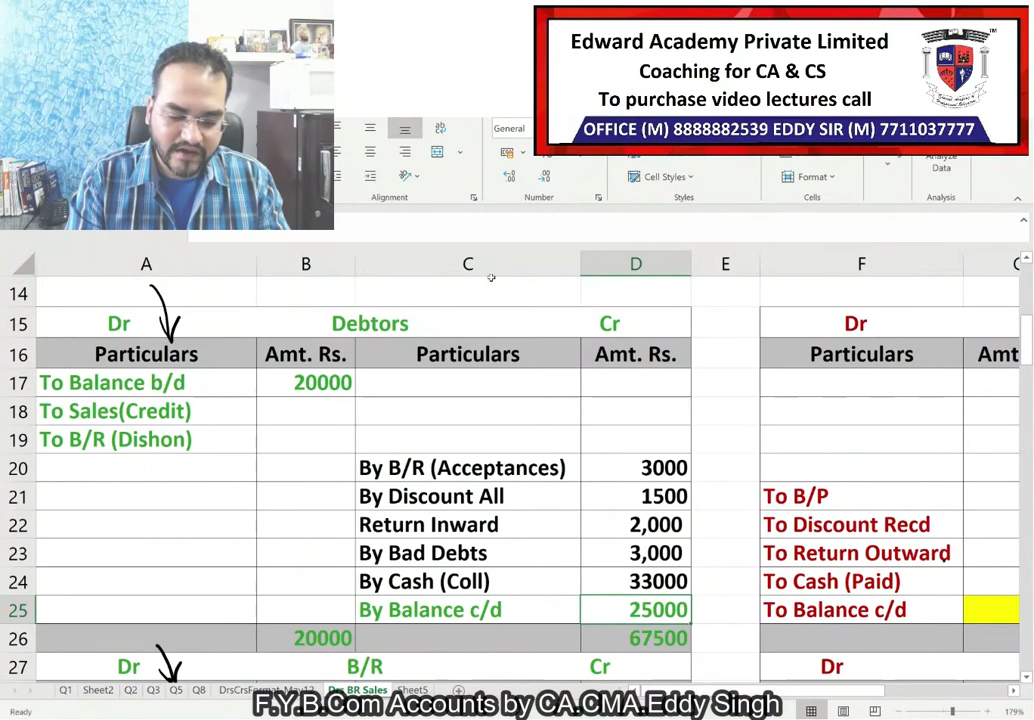 Edward Academy Private Limited
Coaching for CA & CS
To purchase video lectures call
OFFICE (M) 8888882539 EDDY SIR (M) 7711037777
ab
General
Analyze
Data
Cell Styles
Format
Alignment
Number
Styles
Cells
Analysis
A B C D E F
14
15 Dr Debtors Cr Dr
16 Particulars Amt. Rs. Particulars Amt. Rs. Particulars Amt
17 To Balance b/d 20000
18 To Sales(Credit)
19 To B/R (Dishon)
20 By B/R (Acceptances) 3000
21 By Discount All 1500 To B/P
22 Return Inward 2,000 To Discount Recd
23 By Bad Debts 3,000 To Return Outward
24 By Cash (Coll) 33000 To Cash (Paid)
25 By Balance c/d 25000 To Balance c/d
26 20000 67500
27 Dr B/R Cr Dr
Q1 Sheet2 Q2 Q3 Q5 Q8 DrsCrsFormat May12 Drs BR Sales Sheet5
Ready
179%
F.Y.B.Com Accounts by CA.CMA.Eddy Singh